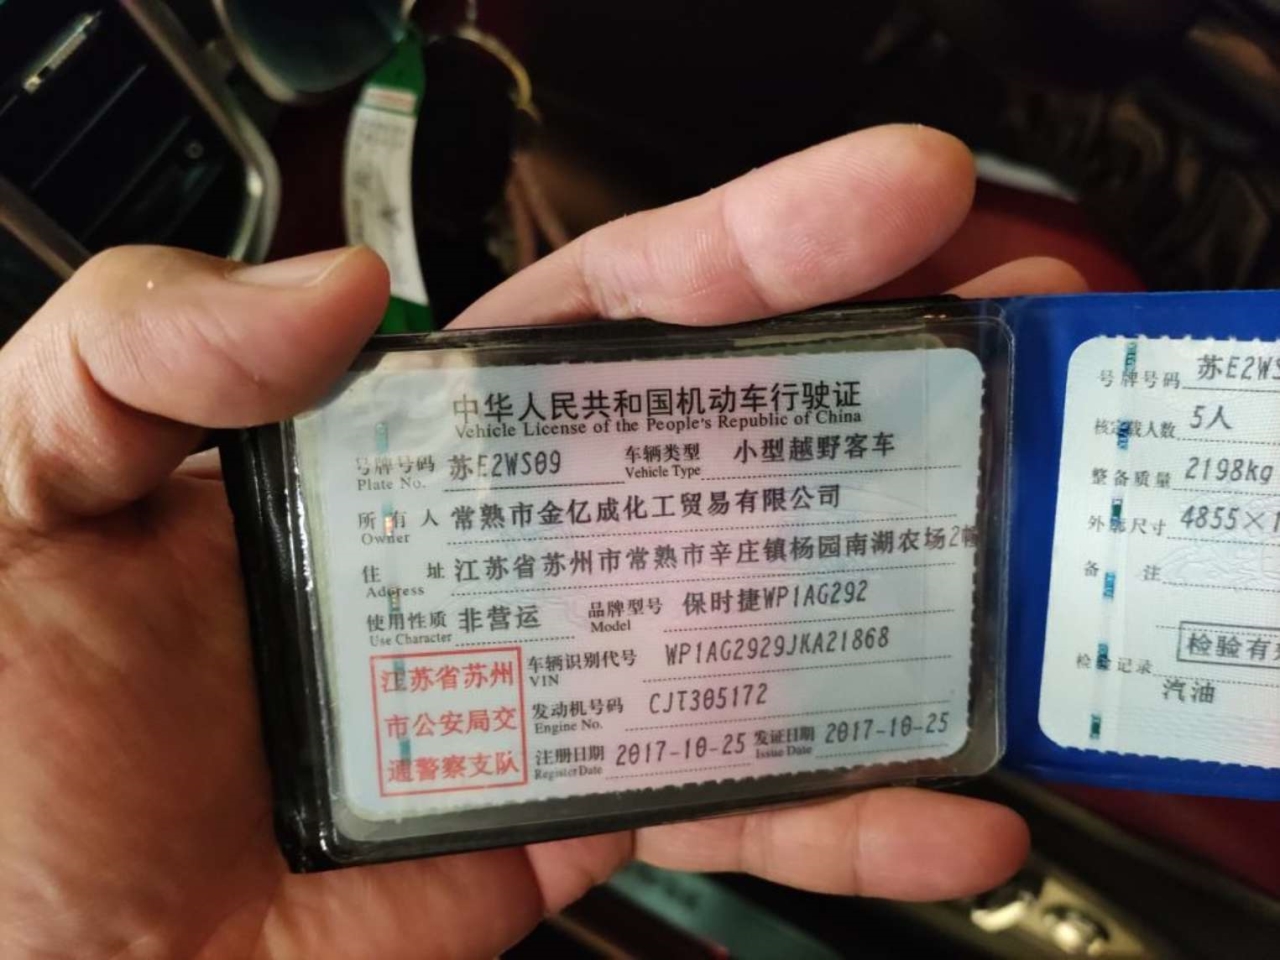 中华人民共和国机动车行驶证
Vehicle License of the People's Republic of China
号牌号码 苏E2WS09 车辆类型 小型越野客车
Plate No. Vehicle Type
所有人 常熟市金亿成化工贸易有限公司
Owner
住址 江苏省苏州市常熟市辛庄镇杨园南湖农场2幢
Address
使用性质 非营运 品牌型号 保时捷WP1AG292
Use Character Model
江苏省苏州
市公安局交
通警察支队
车辆识别代号 WP1AG2929JKA21868
VIN
发动机号码 CJT305172
Engine No.
注册日期 2017-10-25 发证日期 2017-10-25
Register Date Issue Date
号牌号码 苏E2WS
核定载人数 5人
整备质量 2198kg
外廓尺寸 4855×1
备注
检验有效
检验记录
汽油